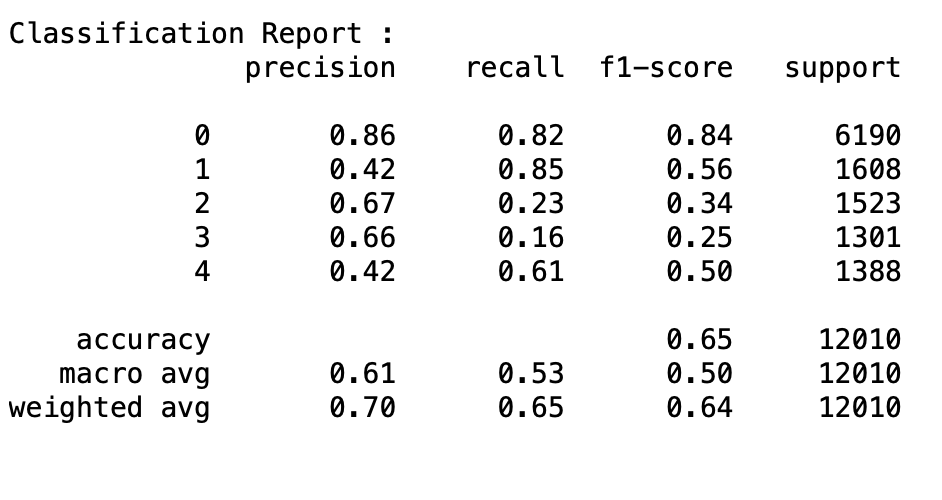 Classification Report :
precision recall f1-score support
0 0.86 0.82 0.84 6190
1 0.42 0.85 0.56 1608
2 0.67 0.23 0.34 1523
3 0.66 0.16 0.25 1301
4 0.42 0.61 0.50 1388
accuracy 0.65 12010
macro avg 0.61 0.53 0.50 12010
weighted avg 0.70 0.65 0.64 12010